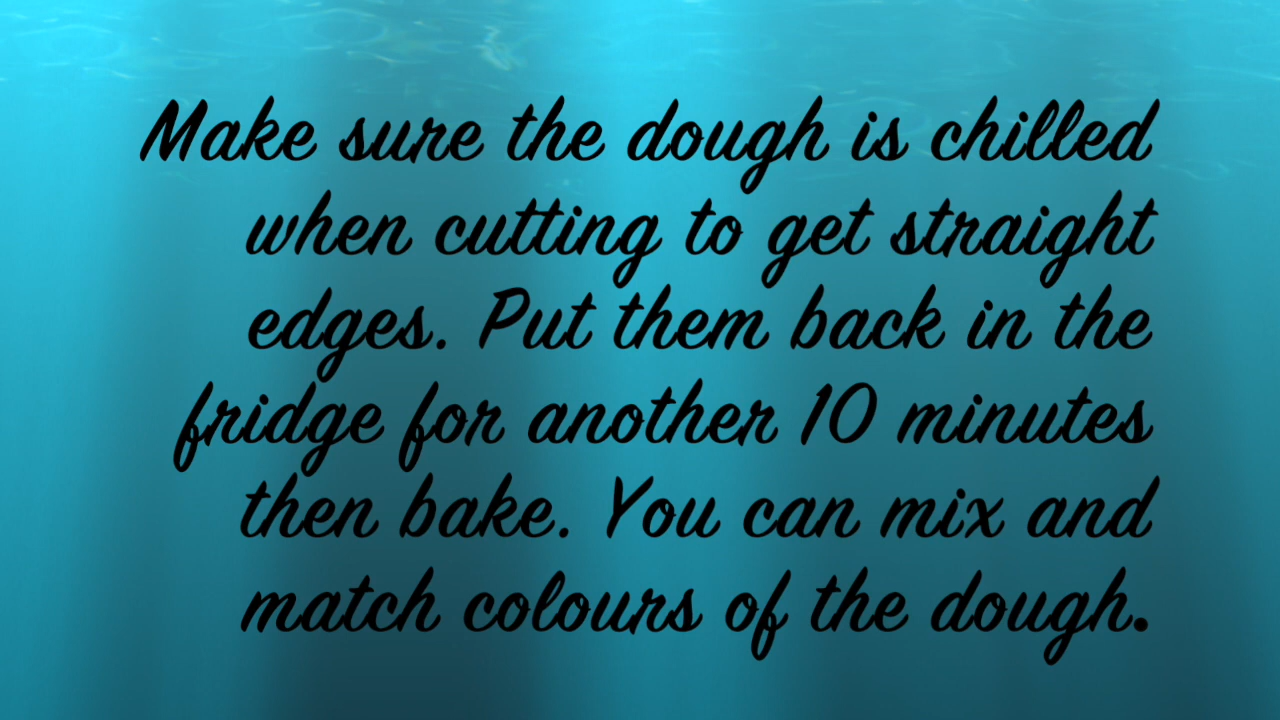 Make sure the dough is chilled
when cutting to get straight
edges. Put them back in the
fridge for another 10 minutes
then bake. You can mix and
match colours of the dough.